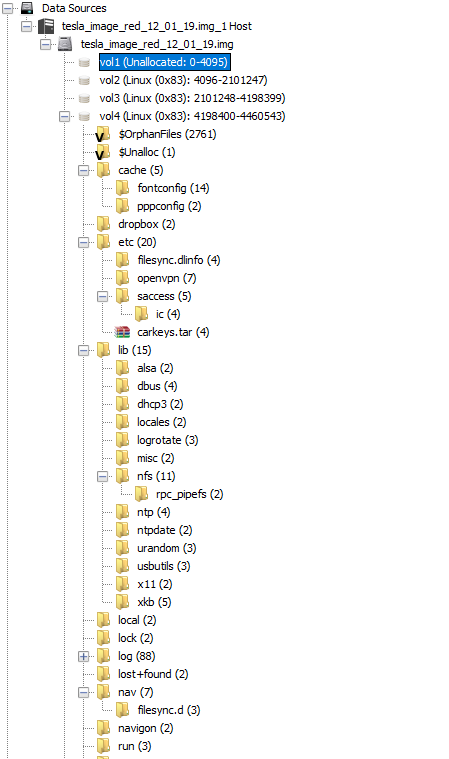 Data Sources
tesla_image_red_12_01_19.img_1 Host
tesla_image_red_12_01_19.img
vol1 (Unallocated: 0-4095)
vol2 (Linux (0x83): 4096-2101247)
vol3 (Linux (0x83): 2101248-4198399)
vol4 (Linux (0x83): 4198400-4460543)
$OrphanFiles (2761)
$Unalloc (1)
cache (5)
fontconfig (14)
pppconfig (2)
dropbox (2)
etc (20)
filesync.dlinfo (4)
openvpn (7)
saccess (5)
ic (4)
carkeys.tar (4)
lib (15)
alsa (2)
dbus (4)
dhcp3 (2)
locales (2)
logrotate (3)
misc (2)
nfs (11)
rpc_pipefs (2)
ntp (4)
ntpdate (2)
urandom (3)
usbutils (3)
x11 (2)
xkb (5)
local (2)
lock (2)
log (88)
lost+found (2)
nav (7)
filesync.d (3)
navigon (2)
run (3)